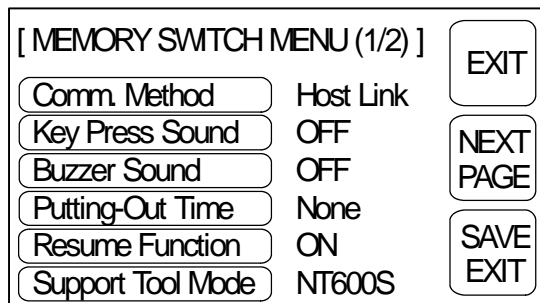 [ MEMORY SWITCH MENU (1/2) ]
EXIT
Comm. Method Host Link
Key Press Sound OFF
Buzzer Sound OFF
Putting-Out Time None
Resume Function ON
Support Tool Mode NT600S
NEXT
PAGE
SAVE
EXIT